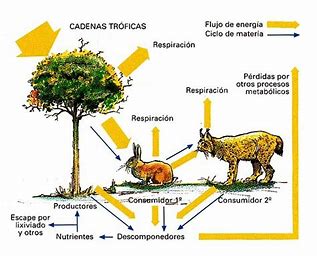 CADENAS TRÓFICAS
Flujo de energía
Ciclo de materia
Respiración
Respiración
Respiración
Pérdidas por
otros procesos
metabólicos
Productores
Consumidor 1º
Consumidor 2º
Escape por
lixiviado y otros
Nutrientes
Descomponedores